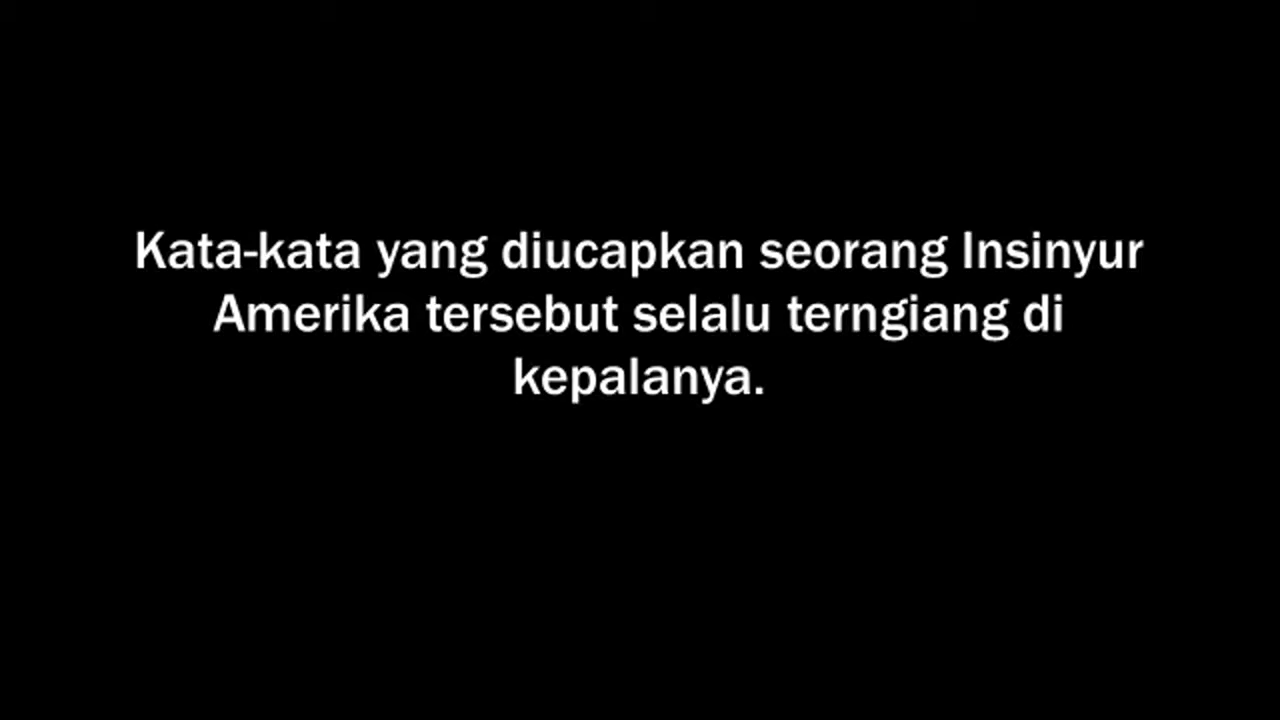 Kata-kata yang diucapkan seorang Insinyur
Amerika tersebut selalu terngiang di
kepalanya.